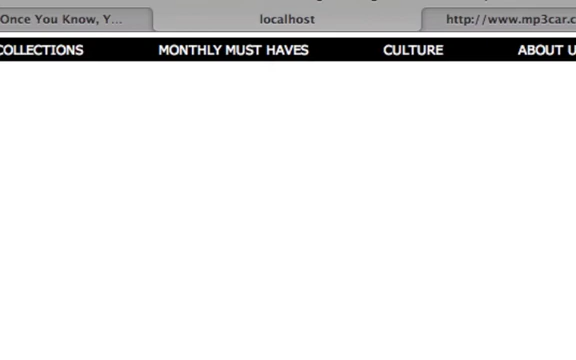 Once You Know, Y... localhost http://www.mp3car.c
COLLECTIONS MONTHLY MUST HAVES CULTURE ABOUT U